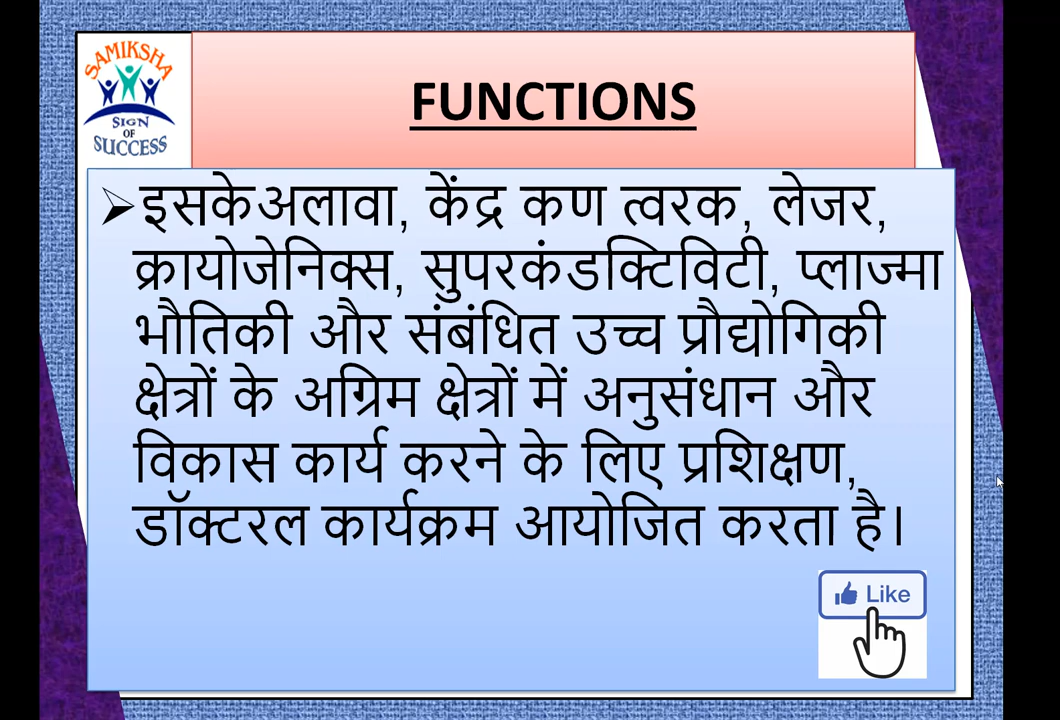 SAMIKSHA
SIGN
OF
SUCCESS
FUNCTIONS
➢इसकेअलावा, केंद्र कण त्वरक, लेजर,
क्रायोजेनिक्स, सुपरकंडक्टिविटी, प्लाज्मा
भौतिकी और संबंधित उच्च प्रौद्योगिकी
क्षेत्रों के अग्रिम क्षेत्रों में अनुसंधान और
विकास कार्य करने के लिए प्रशिक्षण,
डॉक्टरल कार्यक्रम आयोजित करता है।
Like